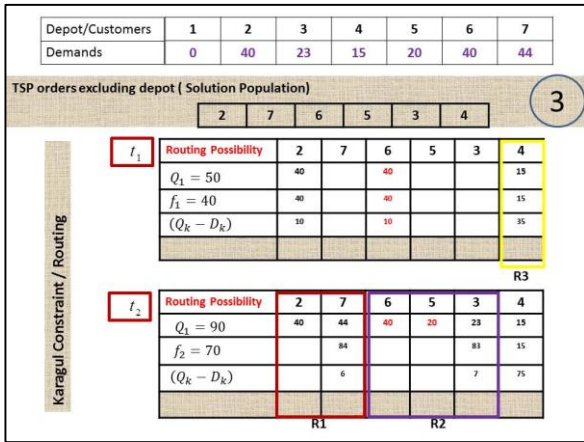 Depot/Customers 1 2 3 4 5 6 7
Demands 0 40 23 15 20 40 44
TSP orders excluding depot ( Solution Population)
3
2 7 6 5 3 4
Karagul Constraint / Routing
t₁ Routing Possibility 2 7 6 5 3 4
Q₁ = 50 40 40 15
f₁ = 40 40 40 15
(Qₖ − Dₖ) 10 10 35
R3
t₂ Routing Possibility 2 7 6 5 3 4
Q₁ = 90 40 44 40 20 23 15
f₂ = 70 84 83 15
(Qₖ − Dₖ) 6 7 75
R1 R2